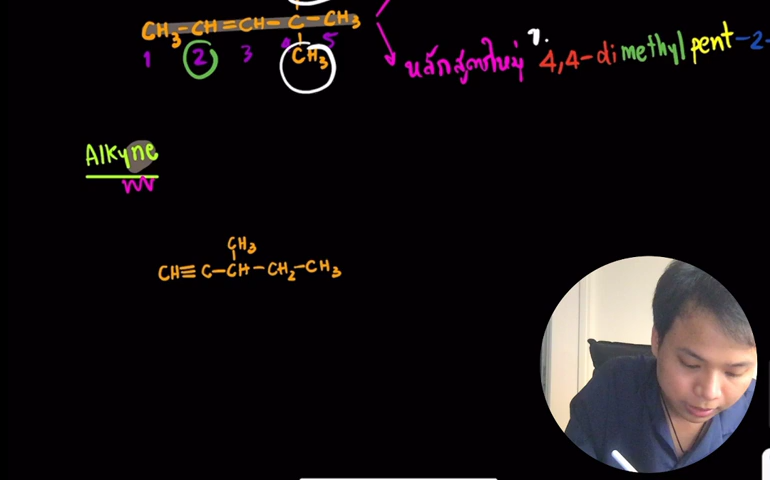 CH₃-CH=CH-C-CH₃
1 2 3 4 5
CH₃
หลักสูตรใหม่ 4,4-dimethyl pent-2-
Alkyne
CH₃
CH≡C-CH-CH₂-CH₃